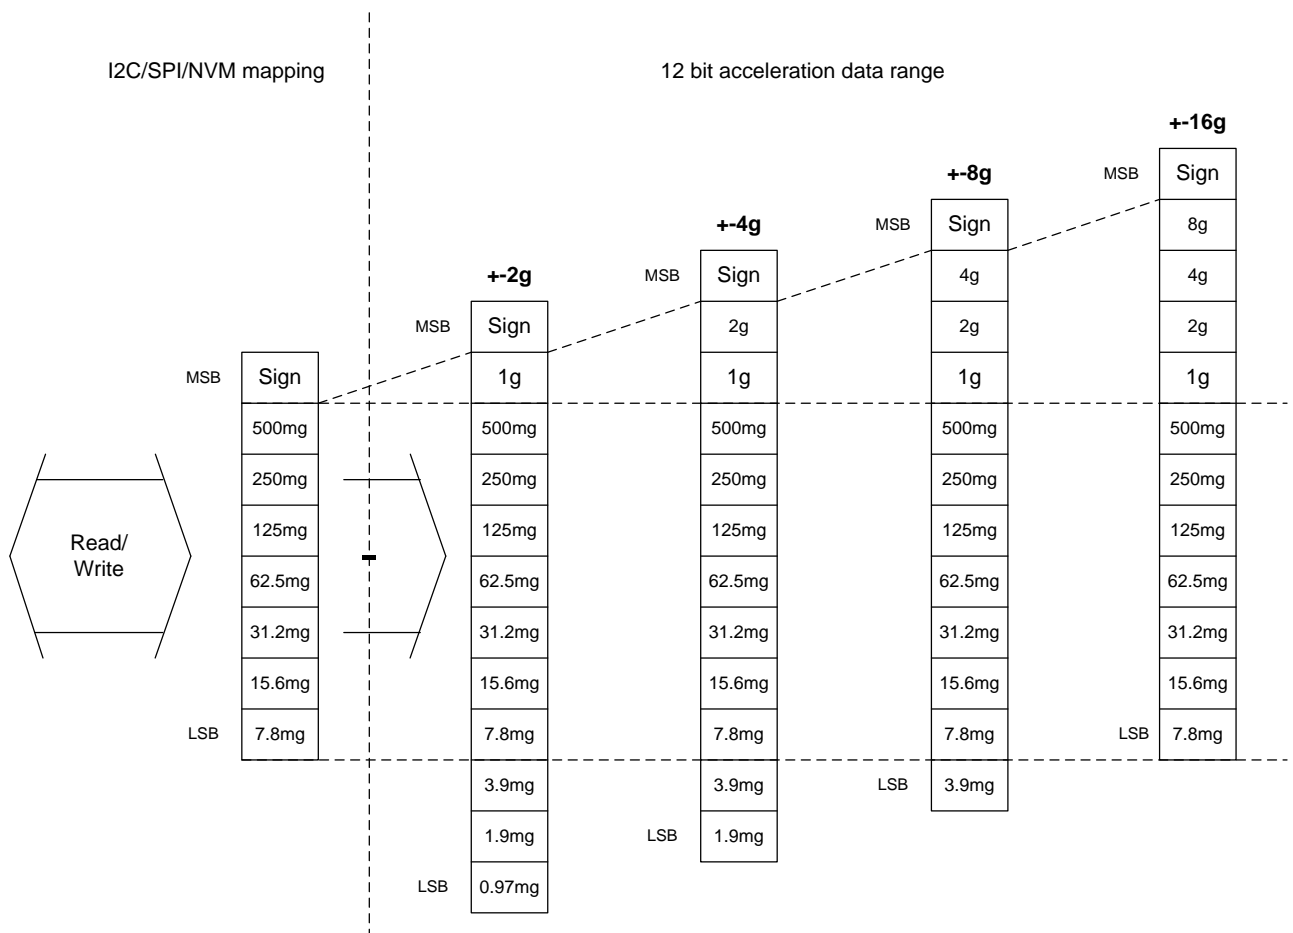 I2C/SPI/NVM mapping
12 bit acceleration data range
Read/
Write
MSB
Sign
500mg
250mg
125mg
62.5mg
31.2mg
15.6mg
LSB
7.8mg
+-2g
MSB
Sign
1g
500mg
250mg
125mg
62.5mg
31.2mg
15.6mg
7.8mg
3.9mg
1.9mg
LSB
0.97mg
+-4g
MSB
Sign
2g
1g
500mg
250mg
125mg
62.5mg
31.2mg
15.6mg
7.8mg
3.9mg
LSB
1.9mg
+-8g
MSB
Sign
4g
2g
1g
500mg
250mg
125mg
62.5mg
31.2mg
15.6mg
7.8mg
LSB
3.9mg
+-16g
MSB
Sign
8g
4g
2g
1g
500mg
250mg
125mg
62.5mg
31.2mg
15.6mg
LSB
7.8mg